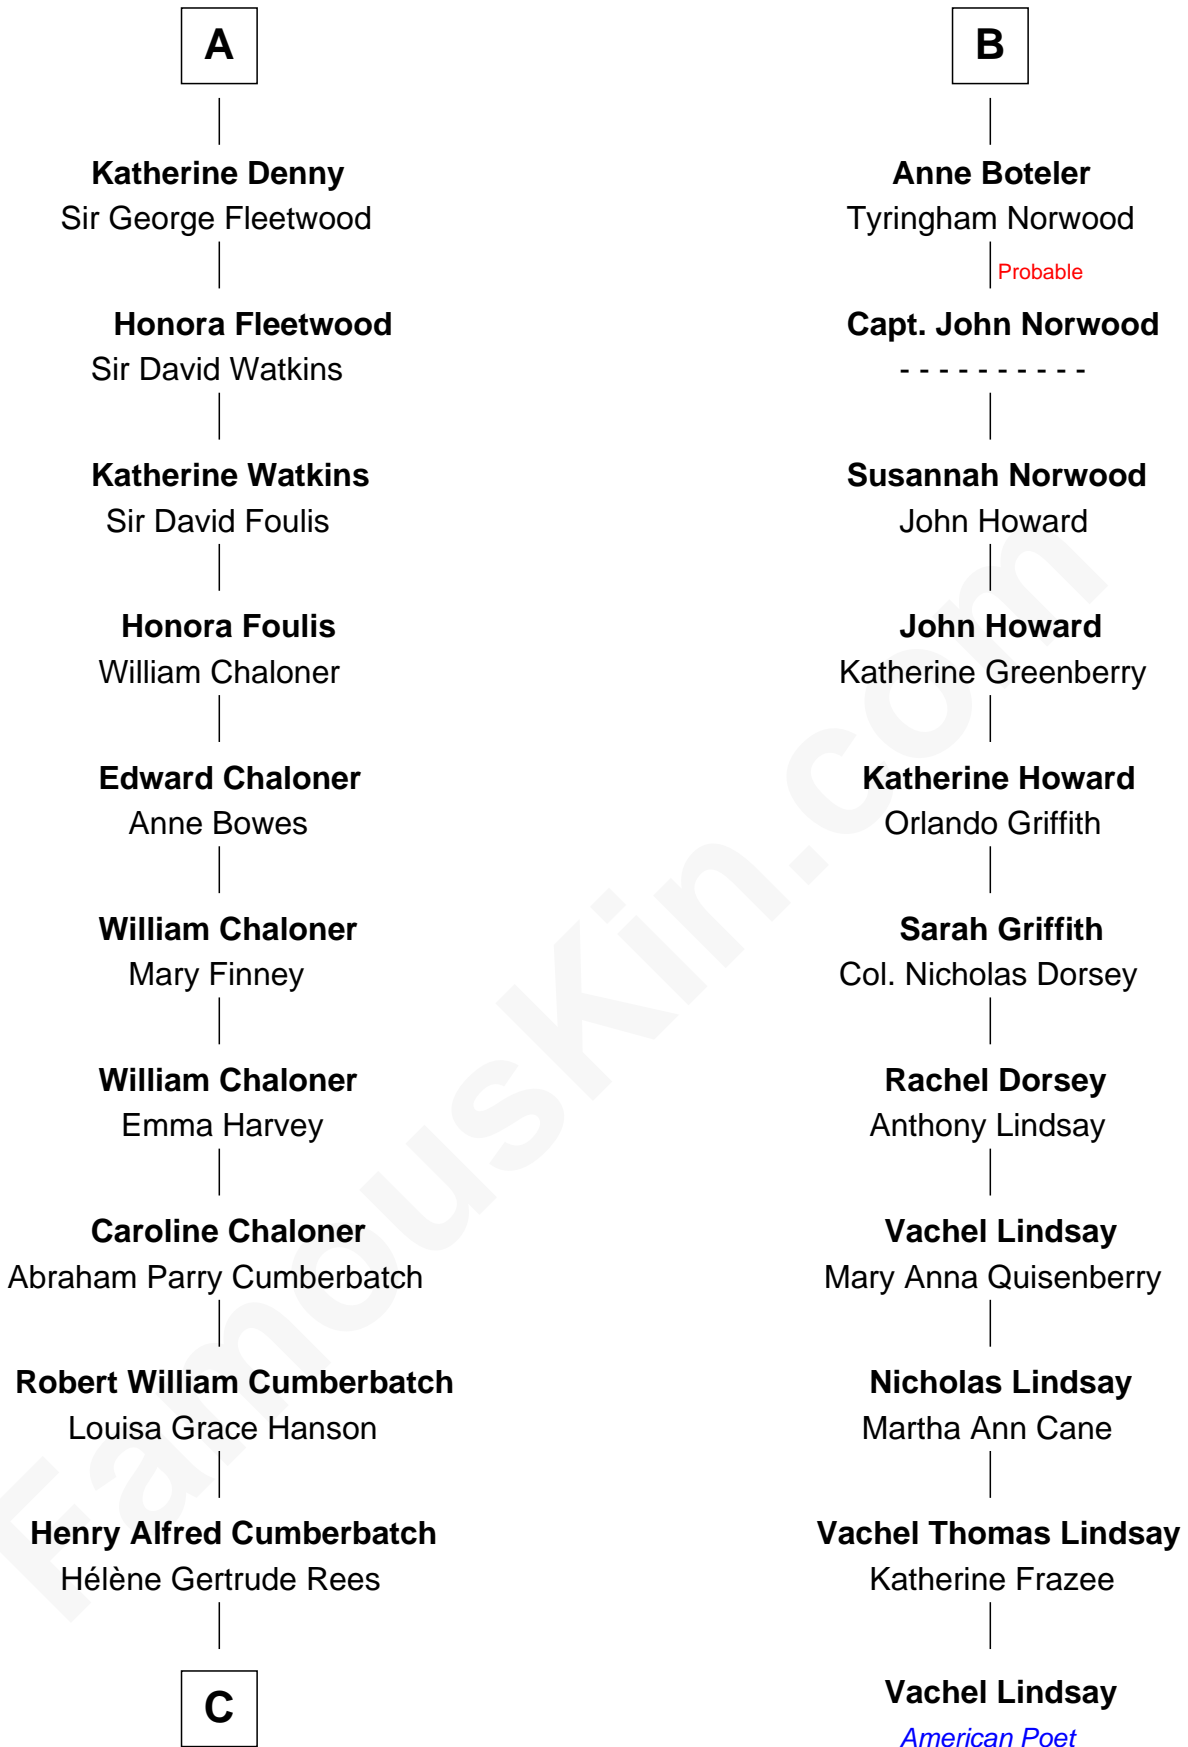 A
Katherine Denny
Sir George Fleetwood
Honora Fleetwood
Sir David Watkins
Katherine Watkins
Sir David Foulis
Honora Foulis
William Chaloner
Edward Chaloner
Anne Bowes
William Chaloner
Mary Finney
William Chaloner
Emma Harvey
Caroline Chaloner
Abraham Parry Cumberbatch
Robert William Cumberbatch
Louisa Grace Hanson
Henry Alfred Cumberbatch
Hélène Gertrude Rees
C
B
Anne Boteler
Tyringham Norwood
Probable
Capt. John Norwood
- - - - - - - - - -
Susannah Norwood
John Howard
John Howard
Katherine Greenberry
Katherine Howard
Orlando Griffith
Sarah Griffith
Col. Nicholas Dorsey
Rachel Dorsey
Anthony Lindsay
Vachel Lindsay
Mary Anna Quisenberry
Nicholas Lindsay
Martha Ann Cane
Vachel Thomas Lindsay
Katherine Frazee
Vachel Lindsay
American Poet
FamousKin.com